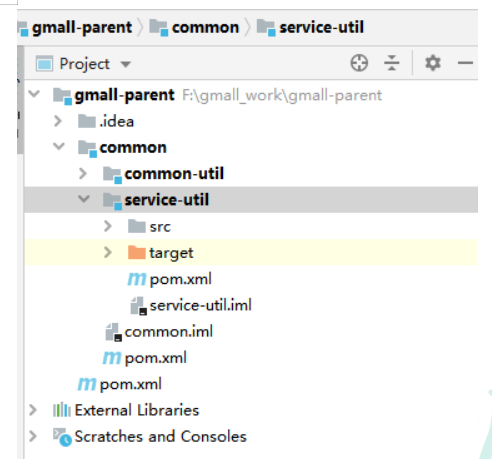 gmall-parent common service-util
Project
gmall-parent F:\gmall_work\gmall-parent
.idea
common
common-util
service-util
src
target
pom.xml
service-util.iml
common.iml
pom.xml
pom.xml
External Libraries
Scratches and Consoles